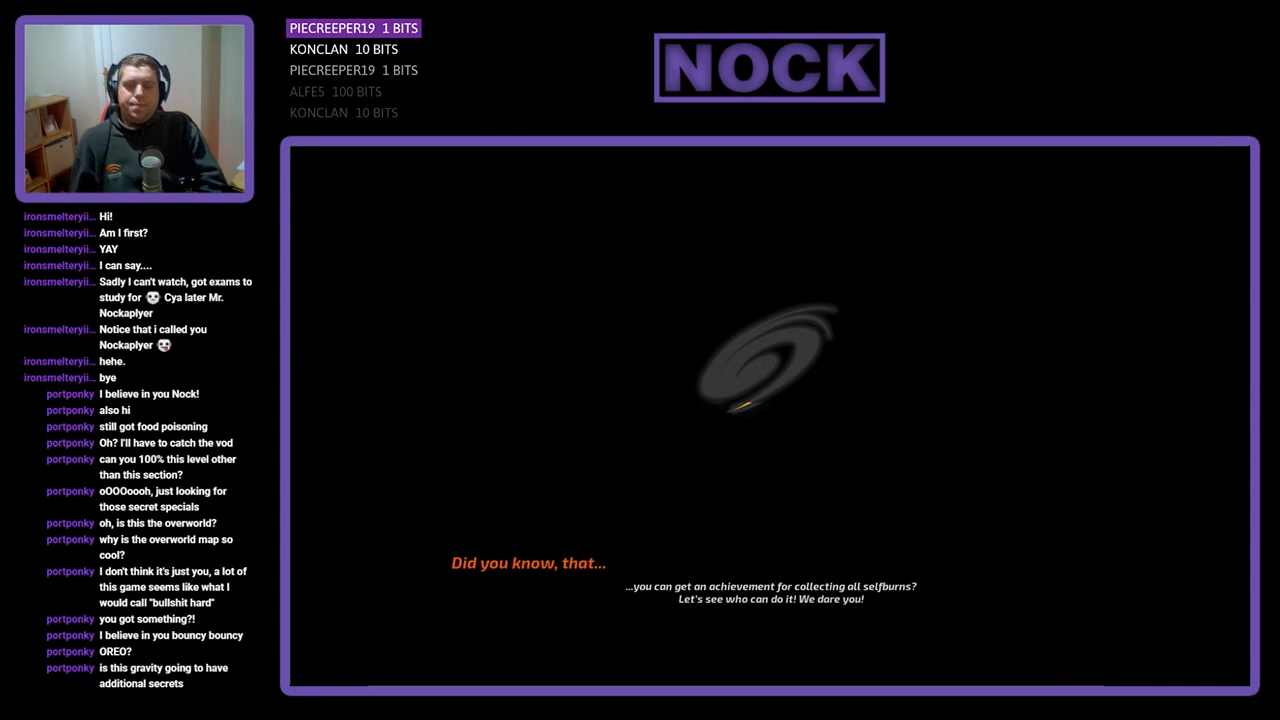 PIECREEPER19 1 BITS
KONCLAN 10 BITS
PIECREEPER19 1 BITS
ALFE5 100 BITS
KONCLAN 10 BITS
NOCK
ironsmelteryii... Hi!
ironsmelteryii... Am I first?
ironsmelteryii... YAY
ironsmelteryii... I can say....
ironsmelteryii... Sadly I can't watch, got exams to
study for 💀 Cya later Mr.
Nockaplyer
ironsmelteryii... Notice that i called you
Nockaplyer 💀
ironsmelteryii... hehe.
ironsmelteryii... bye
portponky I believe in you Nock!
portponky also hi
portponky still got food poisoning
portponky Oh? I'll have to catch the vod
portponky can you 100% this level other
than this section?
portponky oOOOoooh, just looking for
those secret specials
portponky oh, is this the overworld?
portponky why is the overworld map so
cool?
portponky I don't think it's just you, a lot of
this game seems like what I
would call "bullshit hard"
portponky you got something?!
portponky I believe in you bouncy bouncy
portponky OREO?
portponky is this gravity going to have
additional secrets
Did you know, that...
...you can get an achievement for collecting all selfburns?
Let's see who can do it! We dare you!